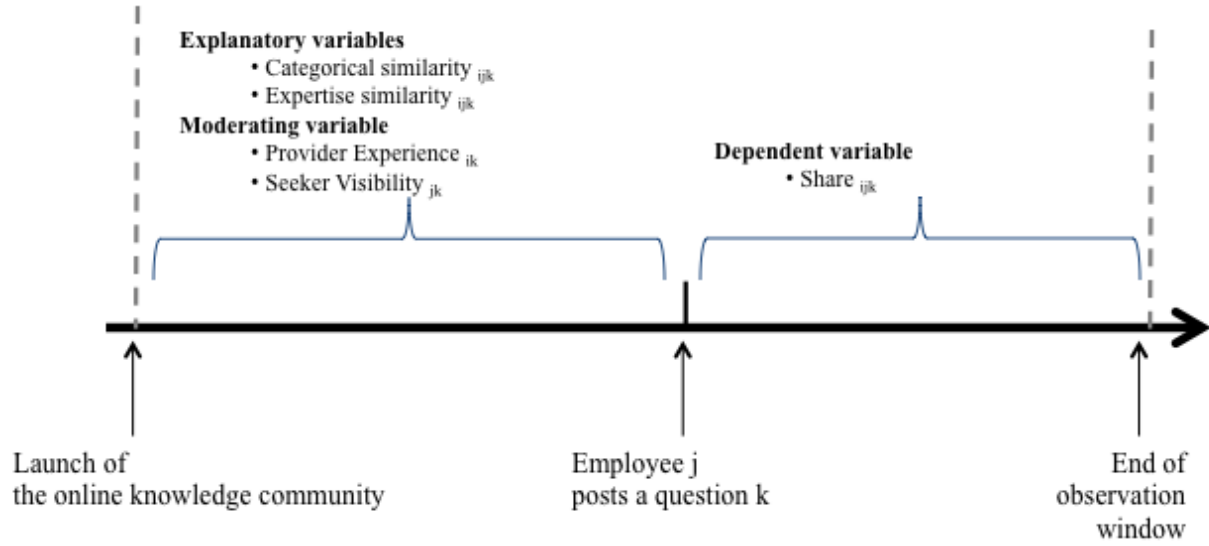 Explanatory variables
• Categorical similarity ijk
• Expertise similarity ijk
Moderating variable
• Provider Experience ik
• Seeker Visibility jk
Dependent variable
• Share ijk
Launch of
the online knowledge community
Employee j
posts a question k
End of
observation
window